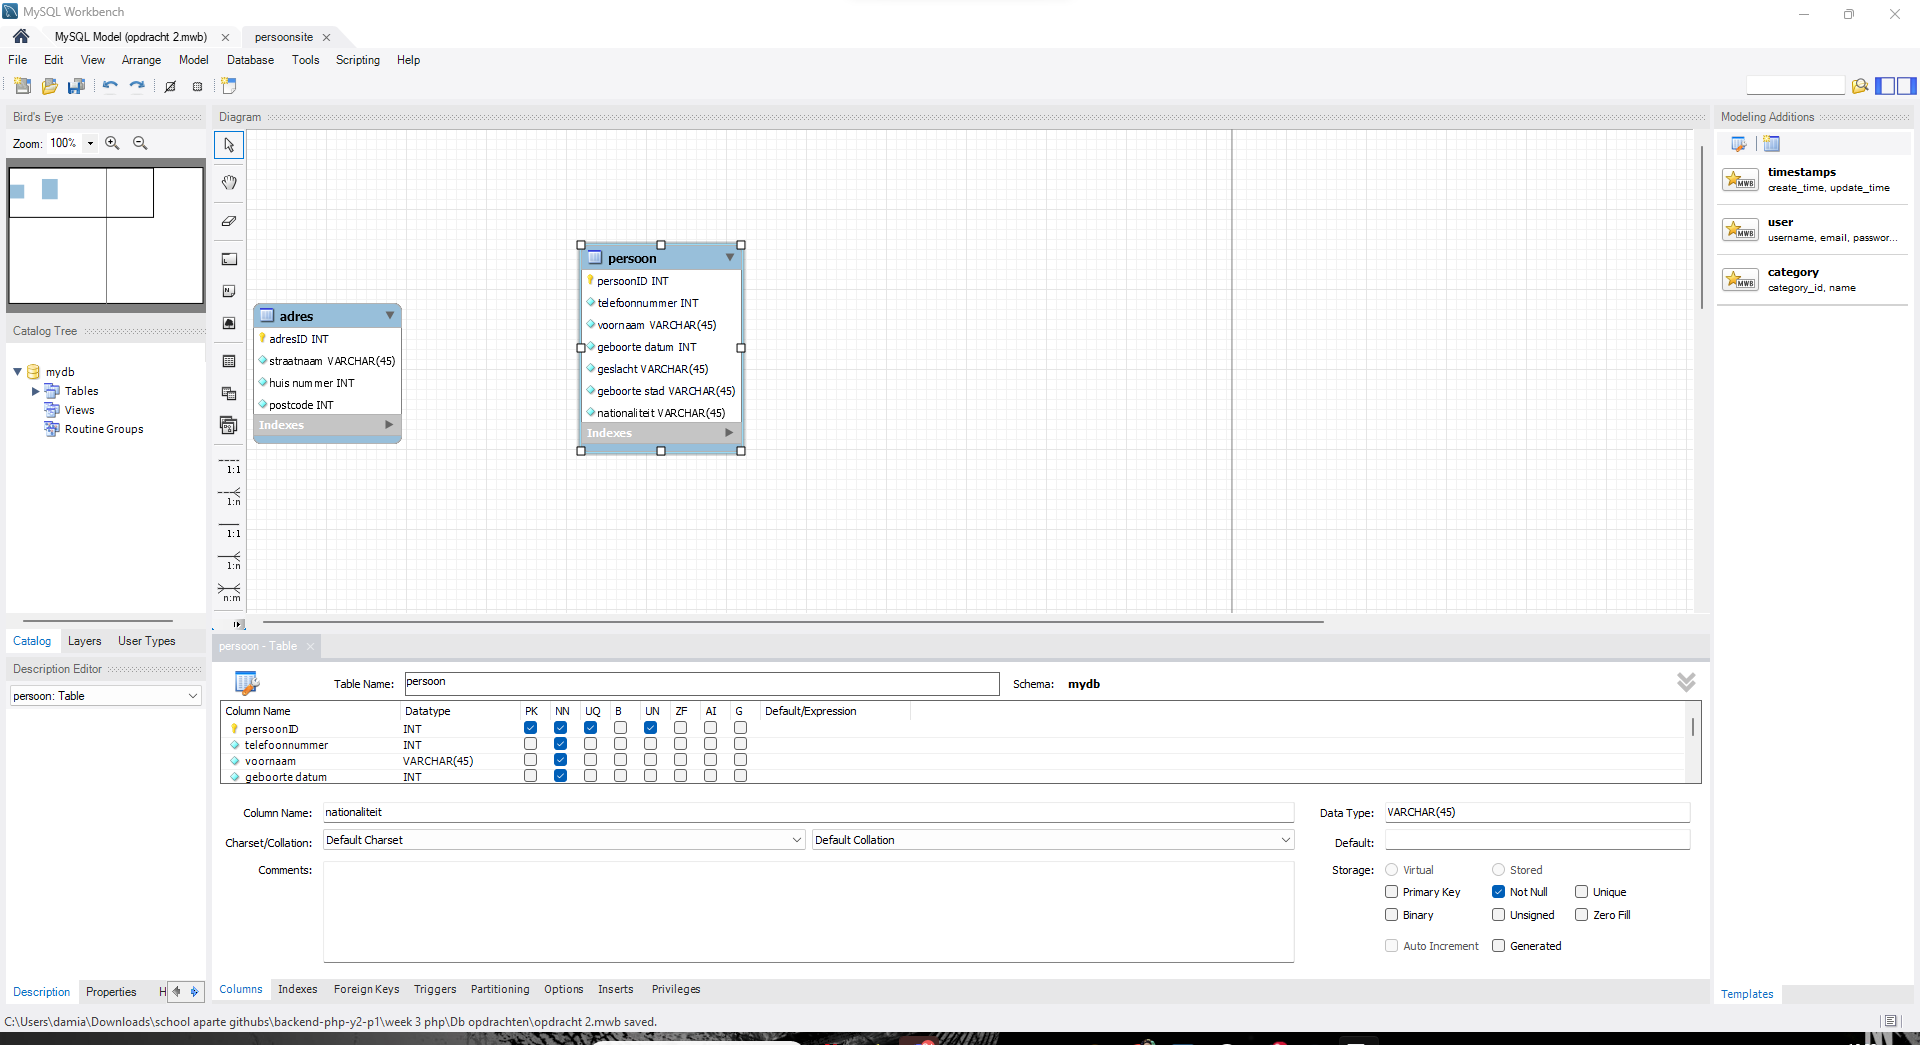 MySQL Workbench
MySQL Model (opdracht 2.mwb)
persoonsite
File Edit View Arrange Model Database Tools Scripting Help
Bird's Eye
Diagram
Modeling Additions
Zoom: 100%
timestamps
create_time, update_time
user
username, email, passwor...
category
category_id, name
persoon
persoonID INT
telefoonnummer INT
voornaam VARCHAR(45)
geboorte datum INT
geslacht VARCHAR(45)
geboorte stad VARCHAR(45)
nationaliteit VARCHAR(45)
Indexes
adres
adresID INT
straatnaam VARCHAR(45)
huis nummer INT
postcode INT
Indexes
Catalog Tree
mydb
Tables
Views
Routine Groups
1:1
1:n
1:1
1:n
n:m
Catalog Layers User Types
Description Editor
persoon: Table
persoon - Table
Table Name: persoon Schema: mydb
Column Name Datatype PK NN UQ B UN ZF AI G Default/Expression
persoonID INT
telefoonnummer INT
voornaam VARCHAR(45)
geboorte datum INT
Column Name: nationaliteit Data Type: VARCHAR(45)
Charset/Collation: Default Charset Default Collation Default:
Comments: Storage: Virtual Stored
Primary Key Not Null Unique
Binary Unsigned Zero Fill
Auto Increment Generated
Description Properties H
Columns Indexes Foreign Keys Triggers Partitioning Options Inserts Privileges
Templates
C:\Users\damia\Downloads\school aparte githubs\backend-php-y2-p1\week 3 php\Db opdrachten\opdracht 2.mwb saved.